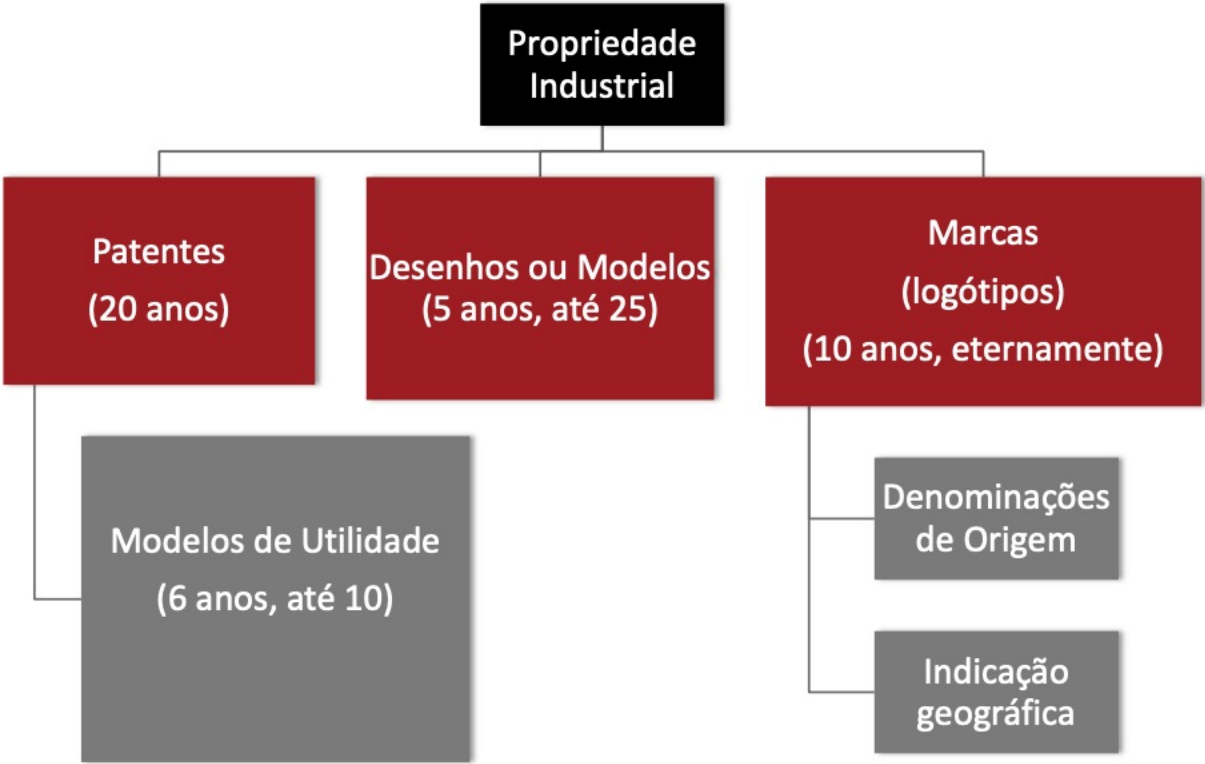 Propriedade
Industrial
Patentes
(20 anos)
Desenhos ou Modelos
(5 anos, até 25)
Marcas
(logótipos)
(10 anos, eternamente)
Modelos de Utilidade
(6 anos, até 10)
Denominações
de Origem
Indicação
geográfica